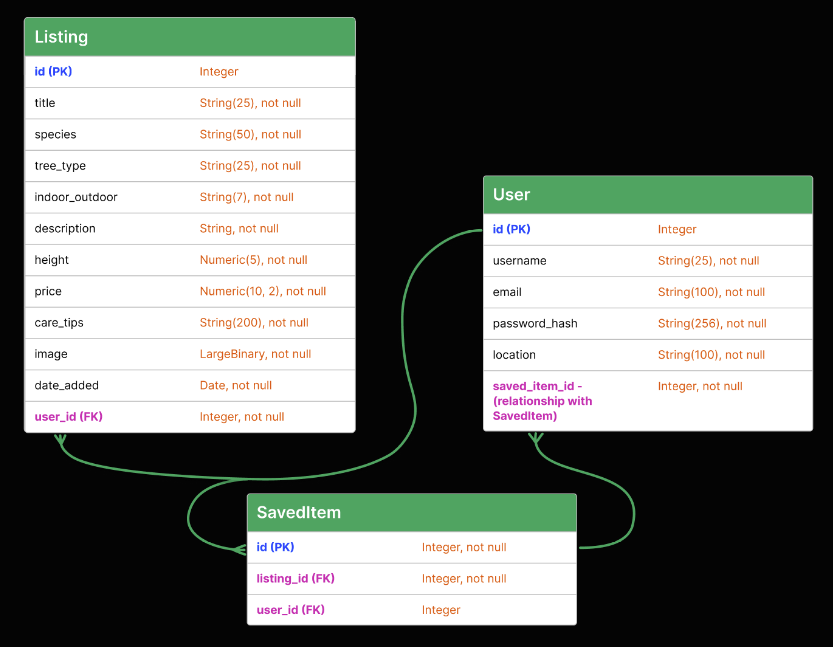 Listing
id (PK) Integer
title String(25), not null
species String(50), not null
tree_type String(25), not null
indoor_outdoor String(7), not null
description String, not null
height Numeric(5), not null
price Numeric(10, 2), not null
care_tips String(200), not null
image LargeBinary, not null
date_added Date, not null
user_id (FK) Integer, not null
User
id (PK) Integer
username String(25), not null
email String(100), not null
password_hash String(256), not null
location String(100), not null
saved_item_id - Integer, not null
(relationship with
SavedItem)
SavedItem
id (PK) Integer, not null
listing_id (FK) Integer, not null
user_id (FK) Integer